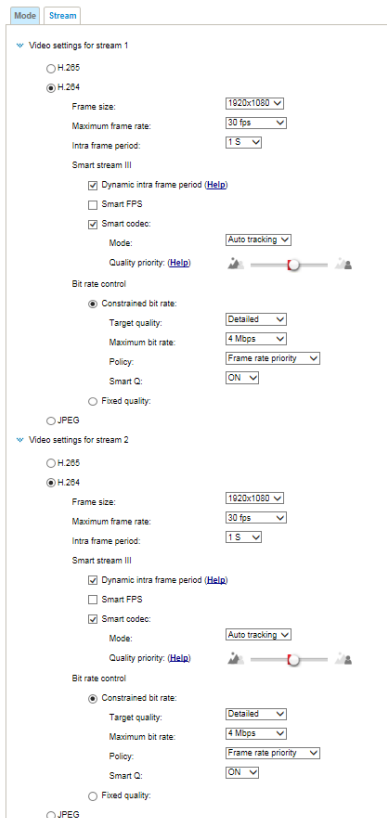 Mode Stream
Video settings for stream 1
H.265
H.264
Frame size: 1920x1080
Maximum frame rate: 30 fps
Intra frame period: 1 S
Smart stream III
Dynamic intra frame period (Help)
Smart FPS
Smart codec:
Mode: Auto tracking
Quality priority: (Help)
Bit rate control
Constrained bit rate:
Target quality: Detailed
Maximum bit rate: 4 Mbps
Policy: Frame rate priority
Smart Q: ON
Fixed quality:
JPEG
Video settings for stream 2
H.265
H.264
Frame size: 1920x1080
Maximum frame rate: 30 fps
Intra frame period: 1 S
Smart stream III
Dynamic intra frame period (Help)
Smart FPS
Smart codec:
Mode: Auto tracking
Quality priority: (Help)
Bit rate control
Constrained bit rate:
Target quality: Detailed
Maximum bit rate: 4 Mbps
Policy: Frame rate priority
Smart Q: ON
Fixed quality:
JPEG